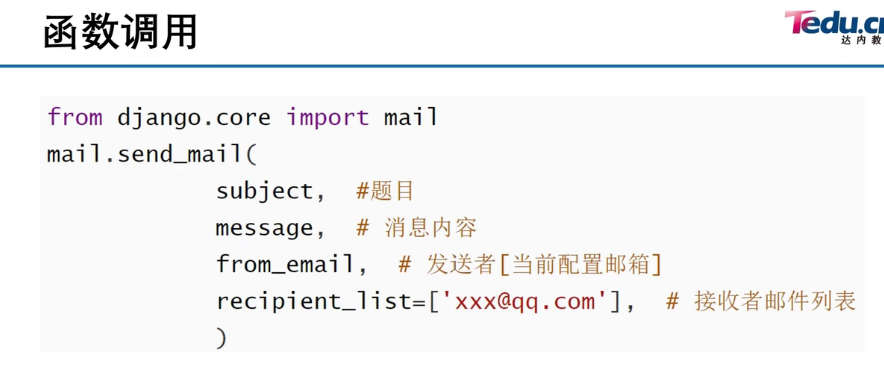 函数调用
Tedu.cn
达内教
from django.core import mail
mail.send_mail(
subject,  #题目
message,  # 消息内容
from_email,  # 发送者[当前配置邮箱]
recipient_list=['xxx@qq.com'],  # 接收者邮件列表
)